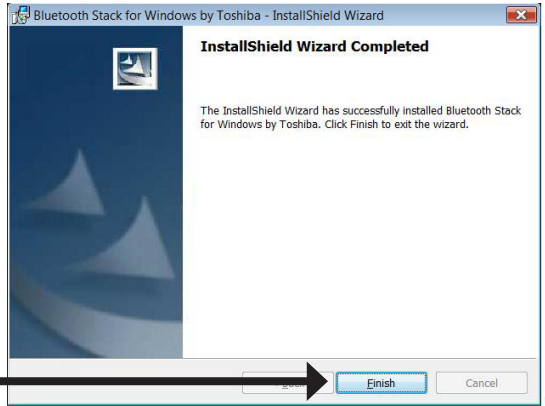 Bluetooth Stack for Windows by Toshiba - InstallShield Wizard
InstallShield Wizard Completed
The InstallShield Wizard has successfully installed Bluetooth Stack
for Windows by Toshiba. Click Finish to exit the wizard.
Finish
Cancel